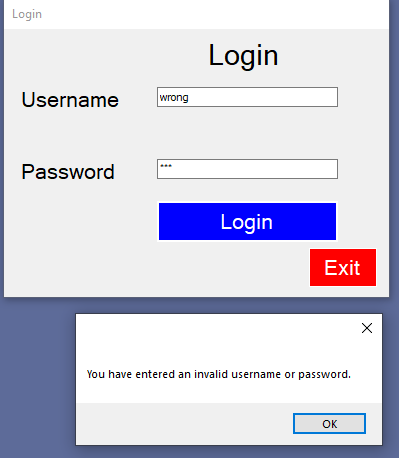 Login
Login
Username wrong
Password ***
Login
Exit
You have entered an invalid username or password.
OK